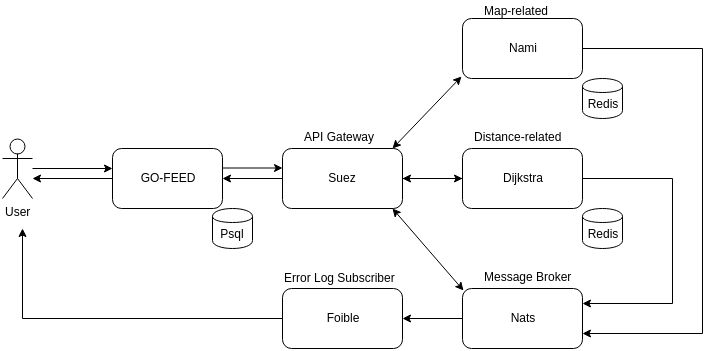 Map-related
Nami
Redis
API Gateway
Distance-related
GO-FEED
Suez
Dijkstra
User
Psql
Redis
Error Log Subscriber
Message Broker
Foible
Nats